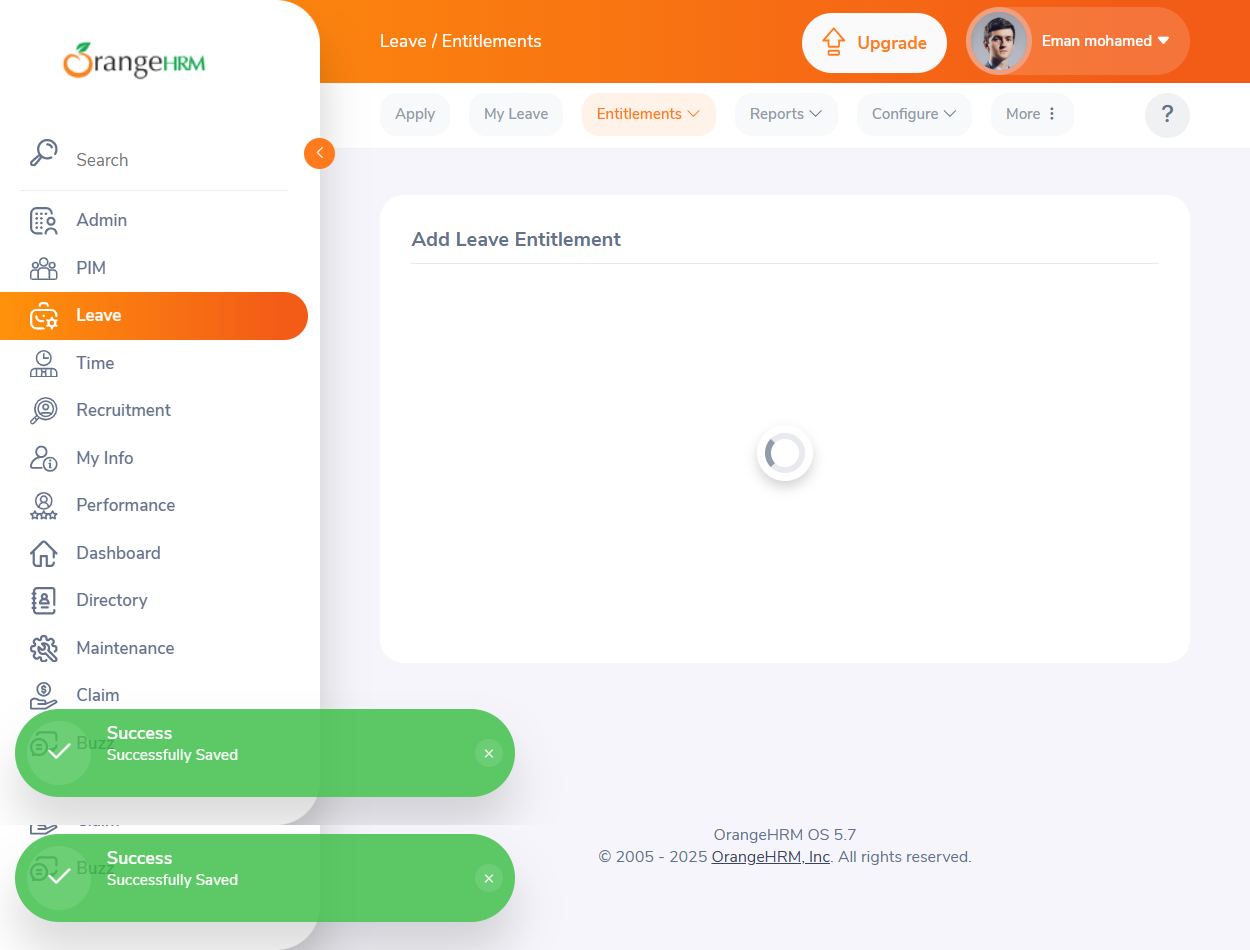 OrangeHRM
Leave / Entitlements
Upgrade
Eman mohamed
Apply
My Leave
Entitlements
Reports
Configure
More
?
Search
Admin
PIM
Leave
Time
Recruitment
My Info
Performance
Dashboard
Directory
Maintenance
Claim
Buzz
Add Leave Entitlement
Success
Successfully Saved
Claim
Buzz
Success
Successfully Saved
OrangeHRM OS 5.7
© 2005 - 2025 OrangeHRM, Inc. All rights reserved.